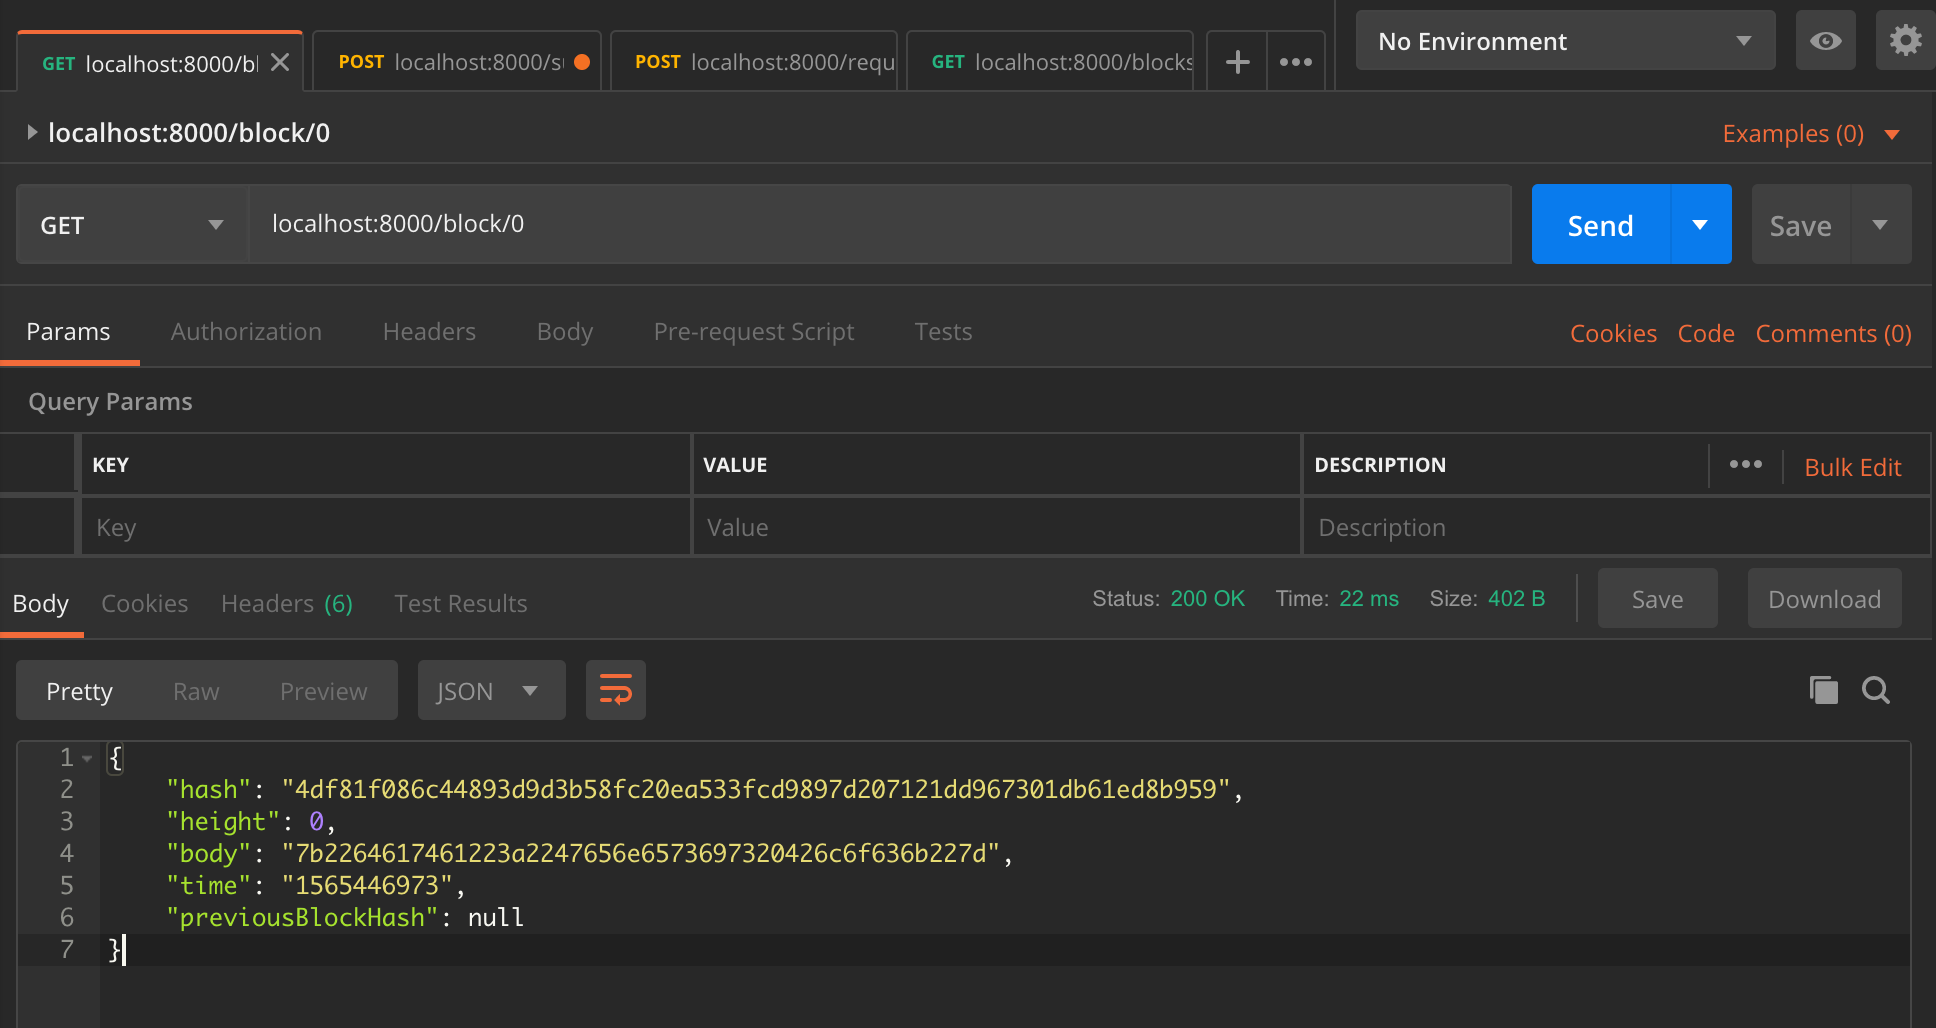 GET localhost:8000/bl
POST localhost:8000/s
POST localhost:8000/requ
GET localhost:8000/blocks
No Environment
localhost:8000/block/0
Examples (0)
GET
localhost:8000/block/0
Send
Save
Params Authorization Headers Body Pre-request Script Tests
Cookies Code Comments (0)
Query Params
KEY VALUE DESCRIPTION Bulk Edit
Key Value Description
Body Cookies Headers (6) Test Results
Status: 200 OK Time: 22 ms Size: 402 B
Save Download
Pretty Raw Preview JSON
1 {
2 "hash": "4df81f086c44893d9d3b58fc20ea533fcd9897d207121dd967301db61ed8b959",
3 "height": 0,
4 "body": "7b2264617461223a2247656e6573697320426c6f636b227d",
5 "time": "1565446973",
6 "previousBlockHash": null
7 }